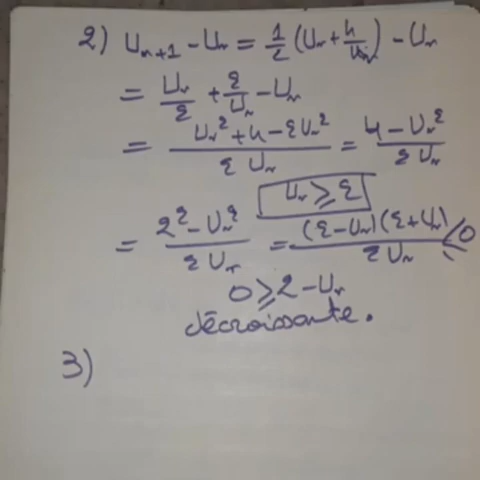 2) Uₙ₊₁ - Uₙ = 1/2 (Uₙ + 4/Uₙ) - Uₙ
= Uₙ/2 + 2/Uₙ - Uₙ
= (Uₙ² + 4 - 2Uₙ²)/(2Uₙ) = (4 - Uₙ²)/(2Uₙ)
Uₙ ≥ 2
= (2² - Uₙ²)/(2Uₙ) = (2 - Uₙ)(2 + Uₙ)/(2Uₙ) ≤ 0
0 ≥ 2 - Uₙ
décroissante.
3)